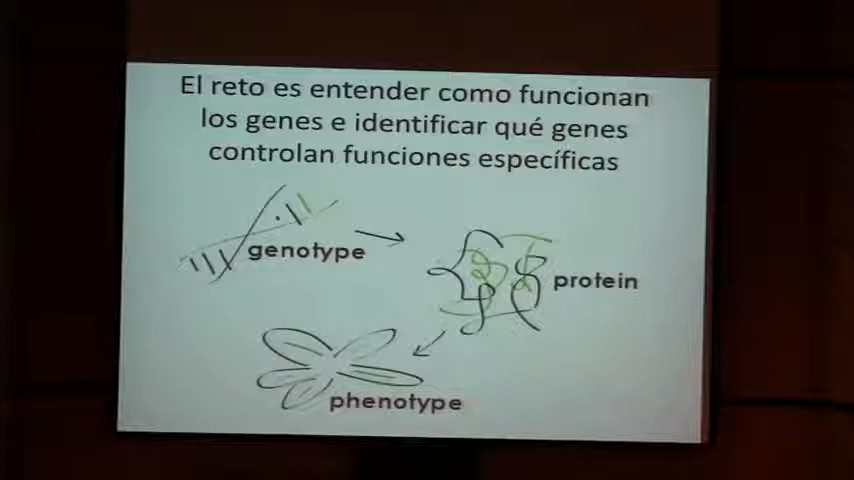 El reto es entender como funcionan
los genes e identificar qué genes
controlan funciones específicas
genotype
protein
phenotype